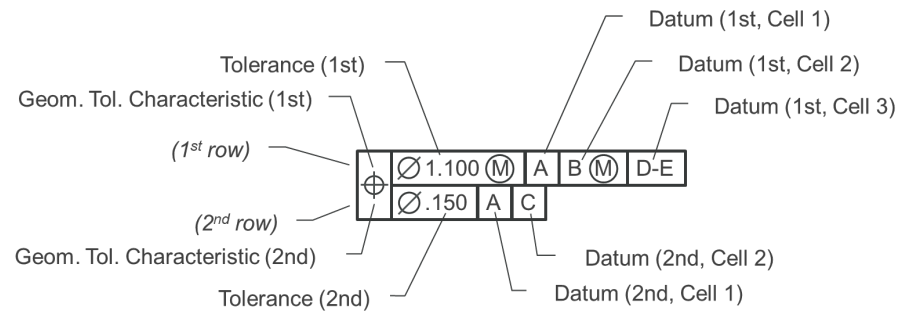 Datum (1st, Cell 1)
Tolerance (1st)
Datum (1st, Cell 2)
Geom. Tol. Characteristic (1st)
Datum (1st, Cell 3)
(1st row)
⌀ 1.100 Ⓜ A B Ⓜ D-E
⌀ .150 A C
(2nd row)
Geom. Tol. Characteristic (2nd)
Datum (2nd, Cell 2)
Tolerance (2nd)
Datum (2nd, Cell 1)